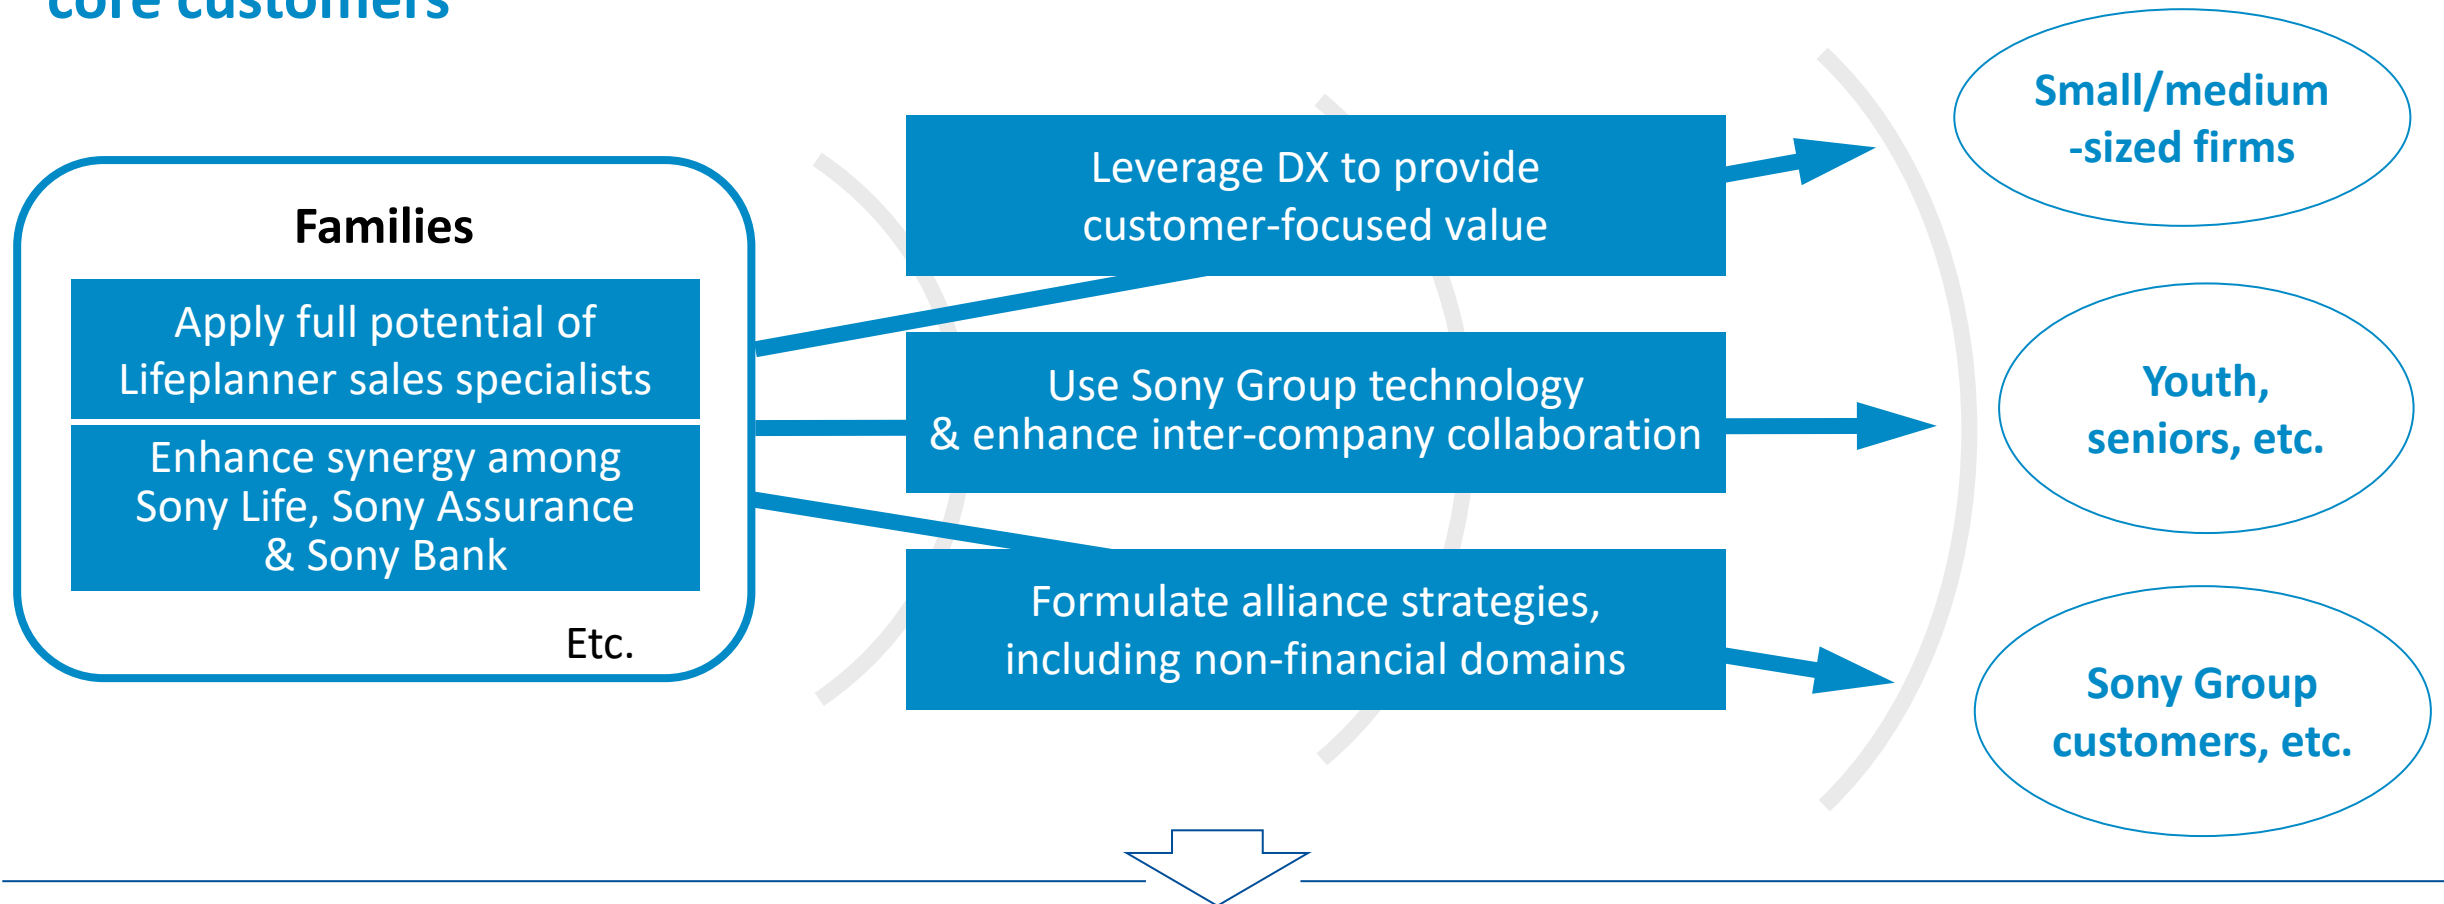 core customers
Families
Apply full potential of
Lifeplanner sales specialists
Enhance synergy among
Sony Life, Sony Assurance
& Sony Bank
Etc.
Leverage DX to provide
customer-focused value
Use Sony Group technology
& enhance inter-company collaboration
Formulate alliance strategies,
including non-financial domains
Small/medium
-sized firms
Youth,
seniors, etc.
Sony Group
customers, etc.